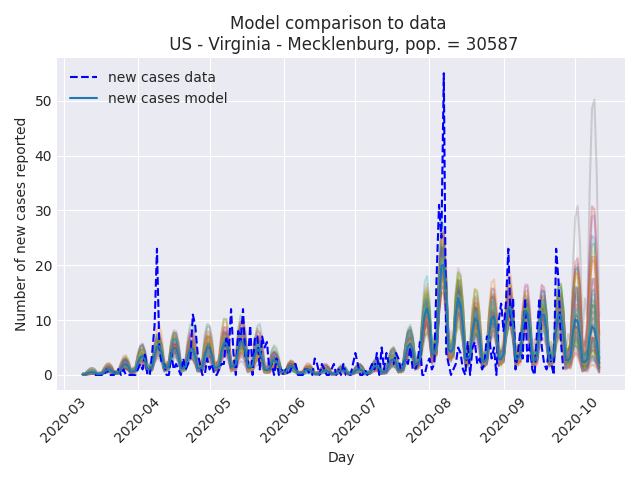 Model comparison to data
US - Virginia - Mecklenburg, pop. = 30587
new cases data
new cases model
Number of new cases reported
50
40
30
20
10
0
2020-03
2020-04
2020-05
2020-06
2020-07
2020-08
2020-09
2020-10
Day